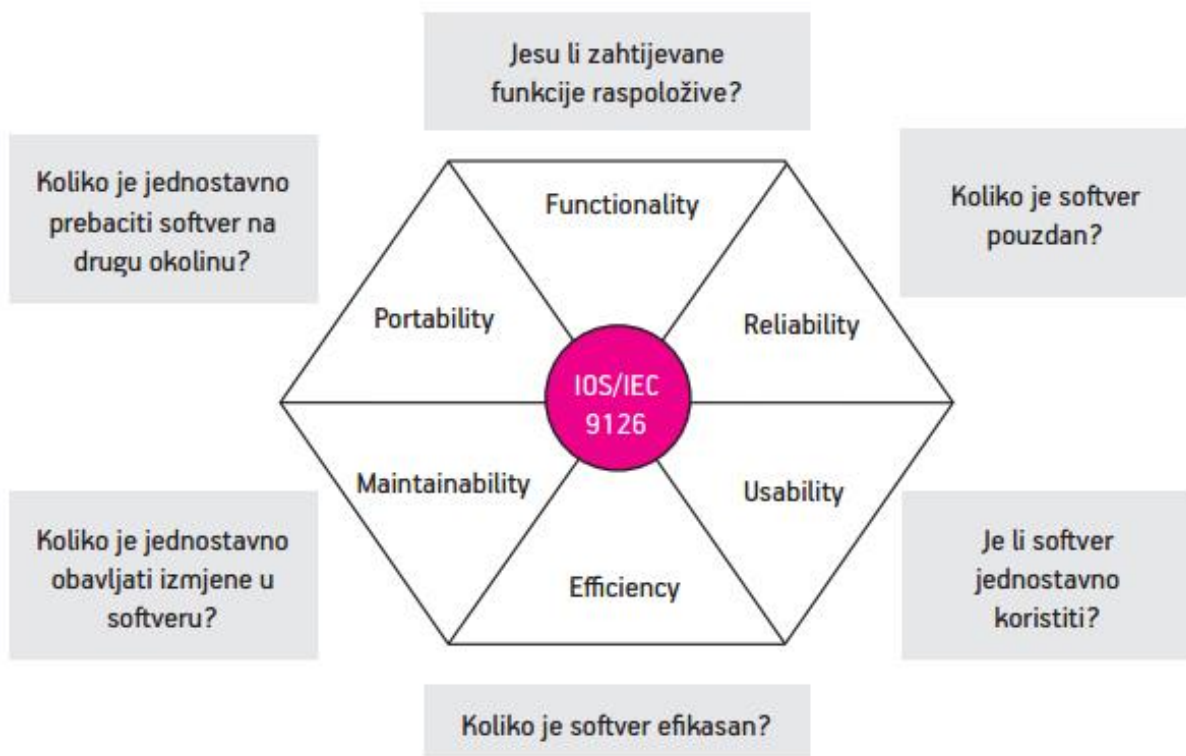 Jesu li zahtijevane
funkcije raspoložive?
Koliko je jednostavno
prebaciti softver na
drugu okolinu?
Functionality
Koliko je softver
pouzdan?
Portability
Reliability
IOS/IEC
9126
Maintainability
Usability
Koliko je jednostavno
obavljati izmjene u
softveru?
Efficiency
Je li softver
jednostavno
koristiti?
Koliko je softver efikasan?